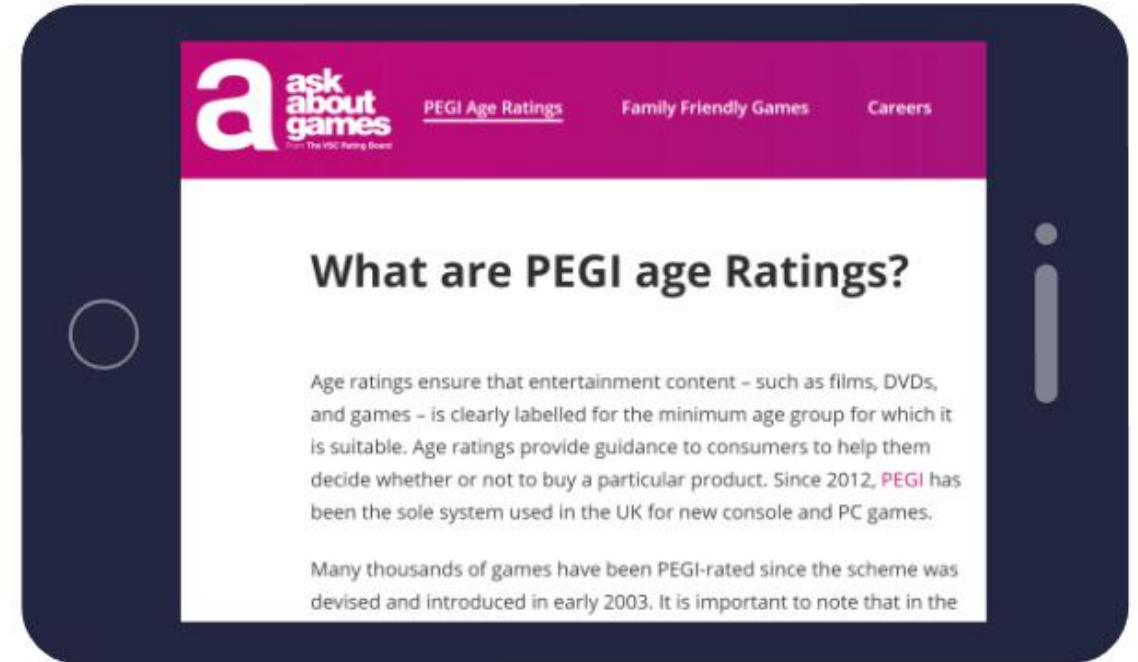 a
ask
about
games
From The VSC Rating Board
PEGI Age Ratings
Family Friendly Games
Careers
What are PEGI age Ratings?
Age ratings ensure that entertainment content – such as films, DVDs,
and games – is clearly labelled for the minimum age group for which it
is suitable. Age ratings provide guidance to consumers to help them
decide whether or not to buy a particular product. Since 2012, PEGI has
been the sole system used in the UK for new console and PC games.
Many thousands of games have been PEGI-rated since the scheme was
devised and introduced in early 2003. It is important to note that in the